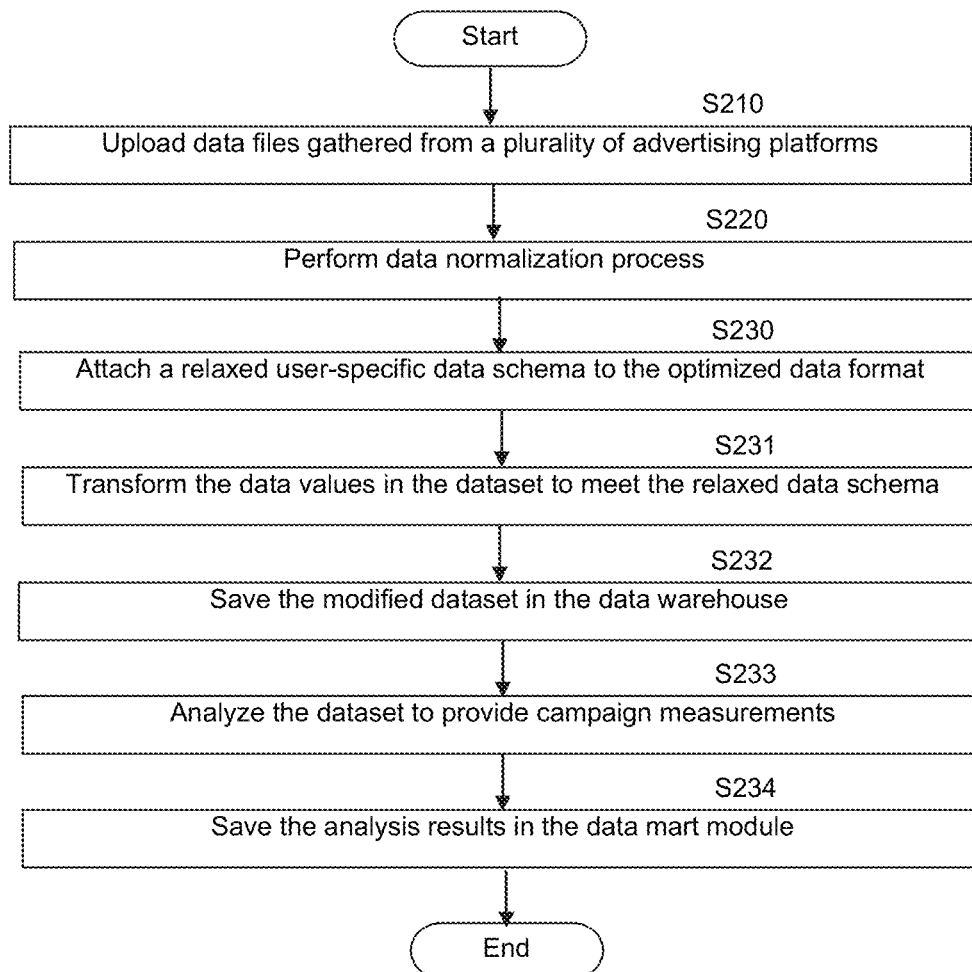 Start
S210
Upload data files gathered from a plurality of advertising platforms
S220
Perform data normalization process
S230
Attach a relaxed user-specific data schema to the optimized data format
S231
Transform the data values in the dataset to meet the relaxed data schema
S232
Save the modified dataset in the data warehouse
S233
Analyze the dataset to provide campaign measurements
S234
Save the analysis results in the data mart module
End